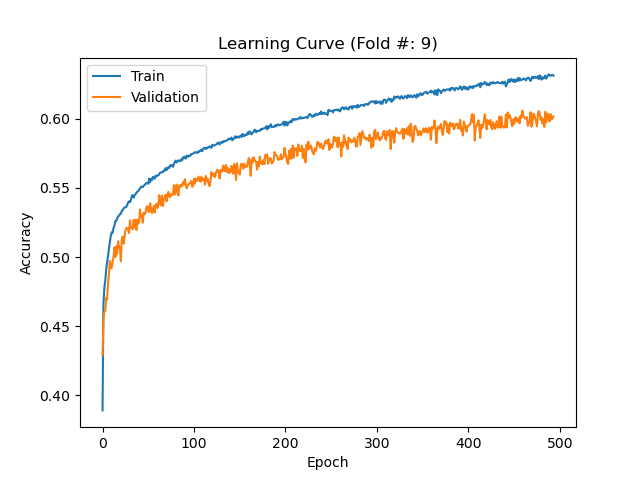 Learning Curve (Fold #: 9)
Train
Validation
0.60
0.55
0.50
0.45
0.40
Accuracy
0 100 200 300 400 500
Epoch